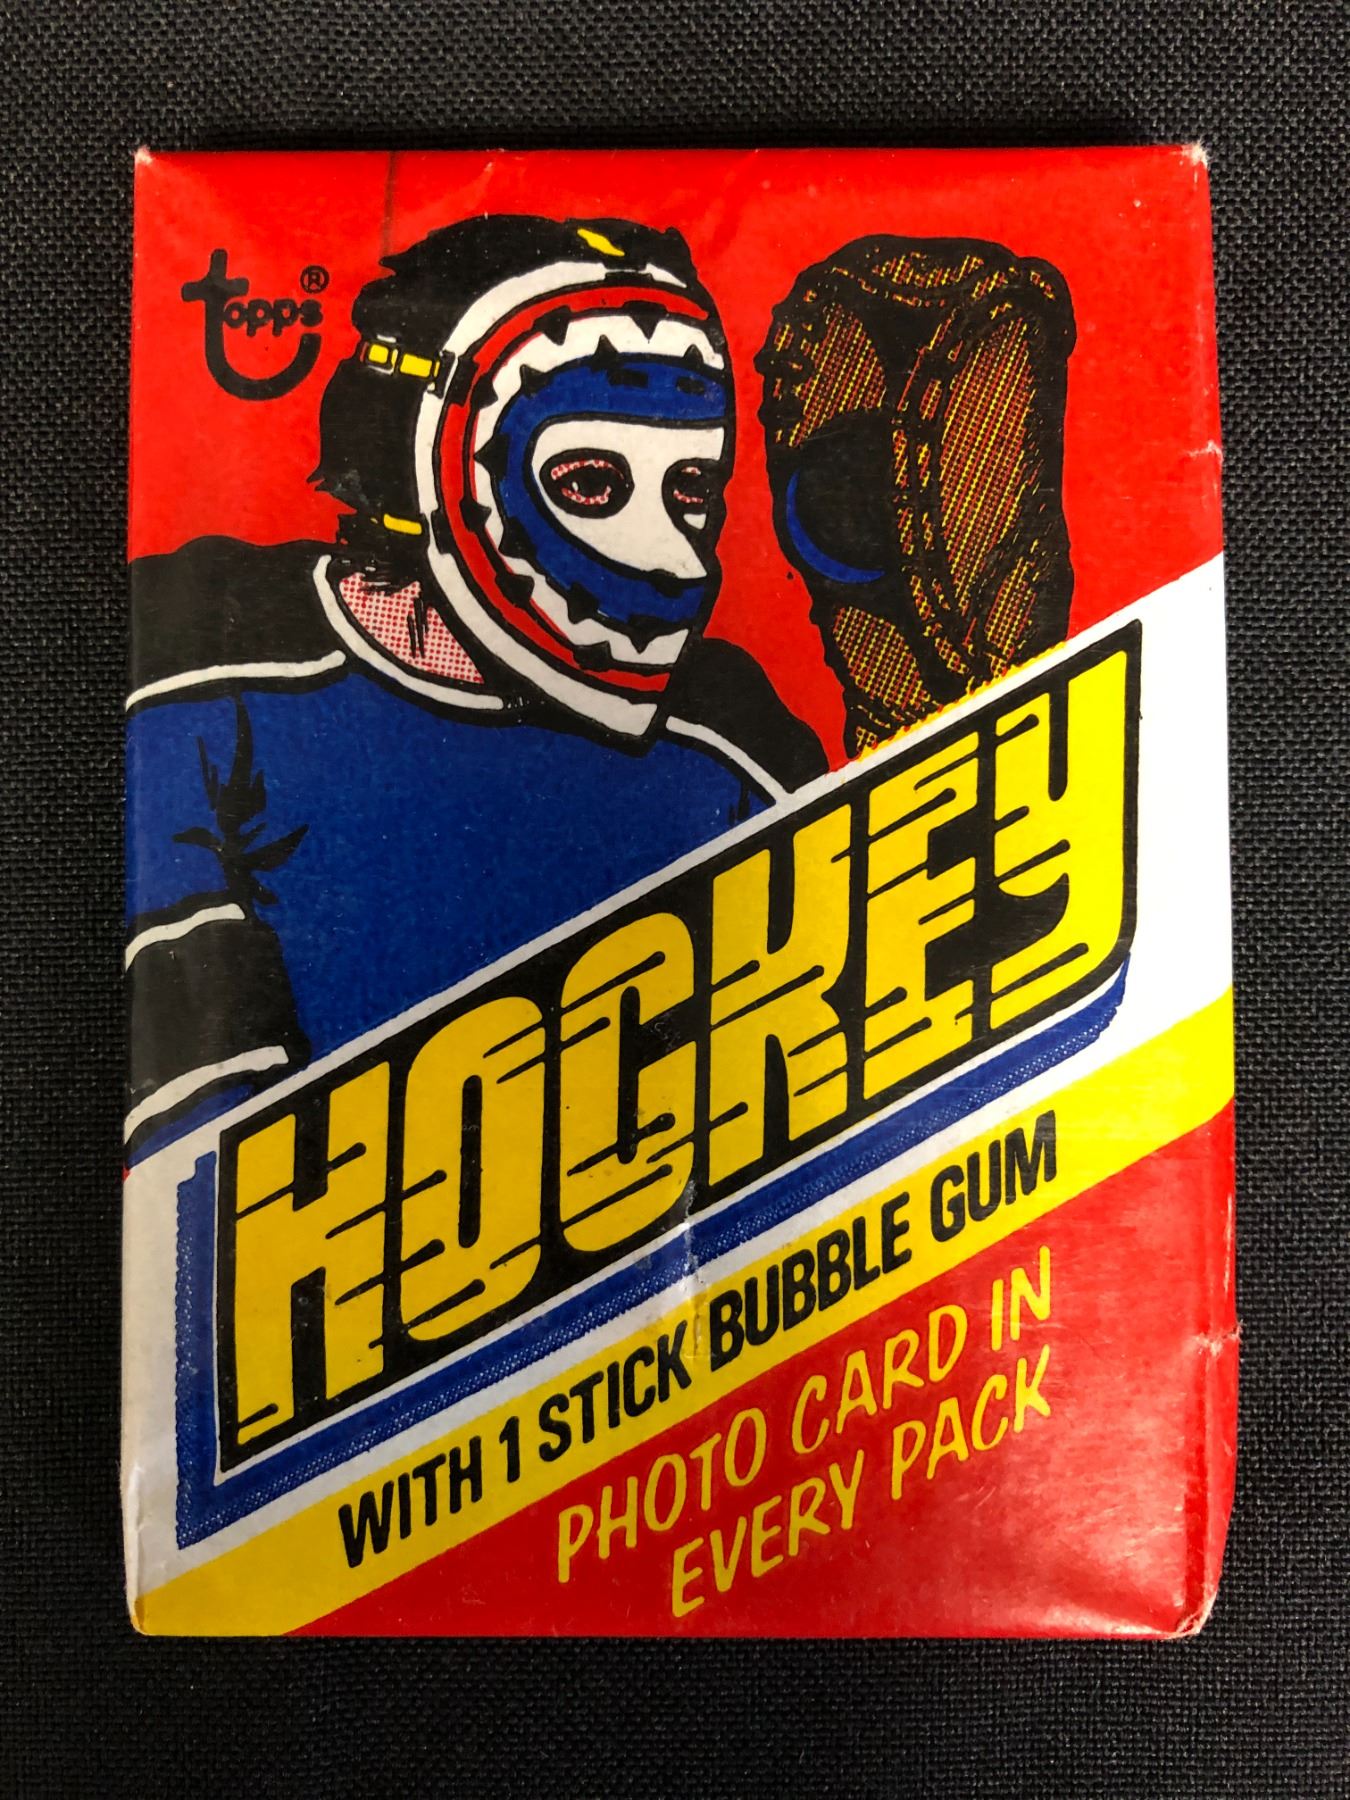 topps®
HOCKEY
WITH 1 STICK BUBBLE GUM
PHOTO CARD IN
EVERY PACK